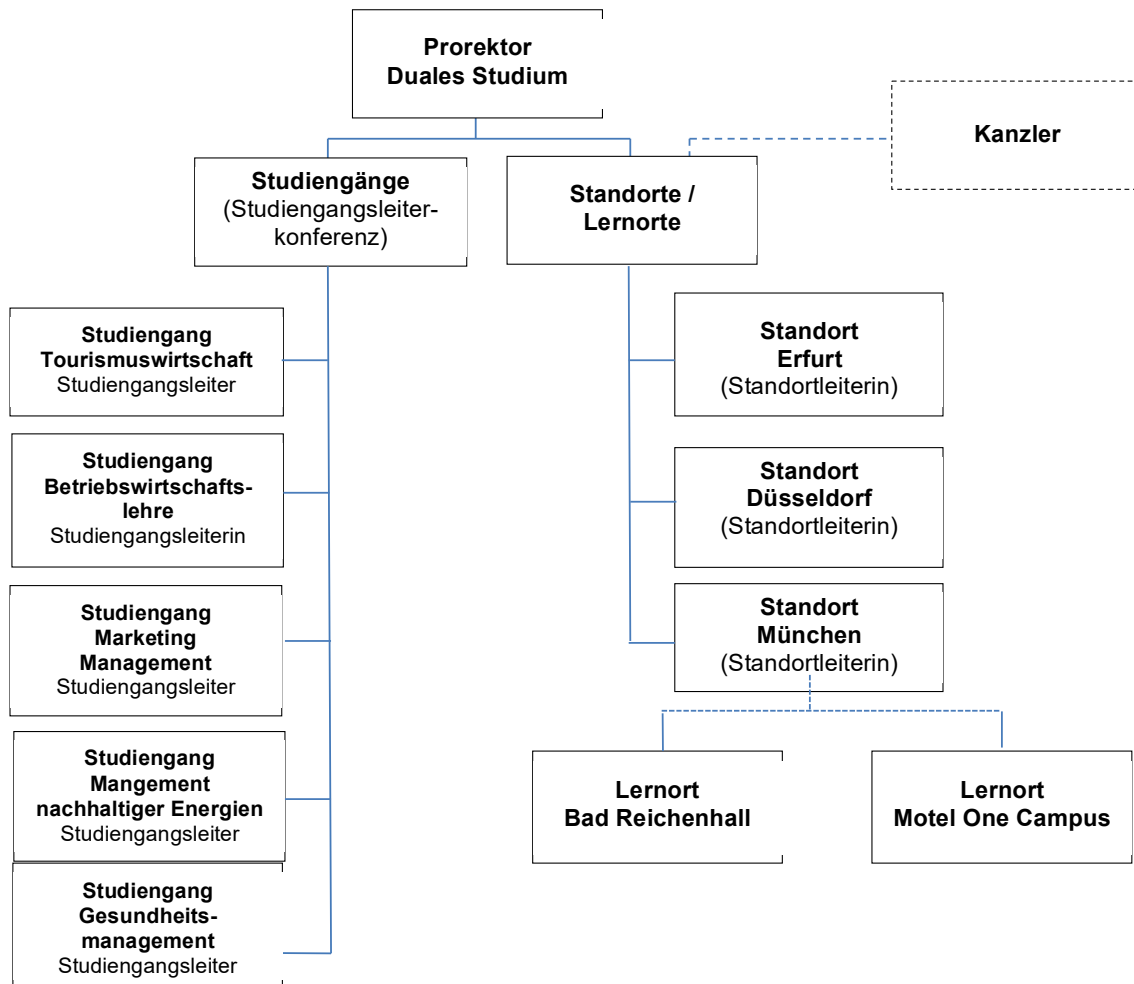 Prorektor
Duales Studium
Kanzler
Studiengänge
(Studiengangsleiter-
konferenz)
Standorte /
Lernorte
Studiengang
Tourismuswirtschaft
Studiengangsleiter
Studiengang
Betriebswirtschafts-
lehre
Studiengangsleiterin
Studiengang
Marketing
Management
Studiengangsleiter
Studiengang
Mangement
nachhaltiger Energien
Studiengangsleiter
Studiengang
Gesundheits-
management
Studiengangsleiter
Standort
Erfurt
(Standortleiterin)
Standort
Düsseldorf
(Standortleiterin)
Standort
München
(Standortleiterin)
Lernort
Bad Reichenhall
Lernort
Motel One Campus